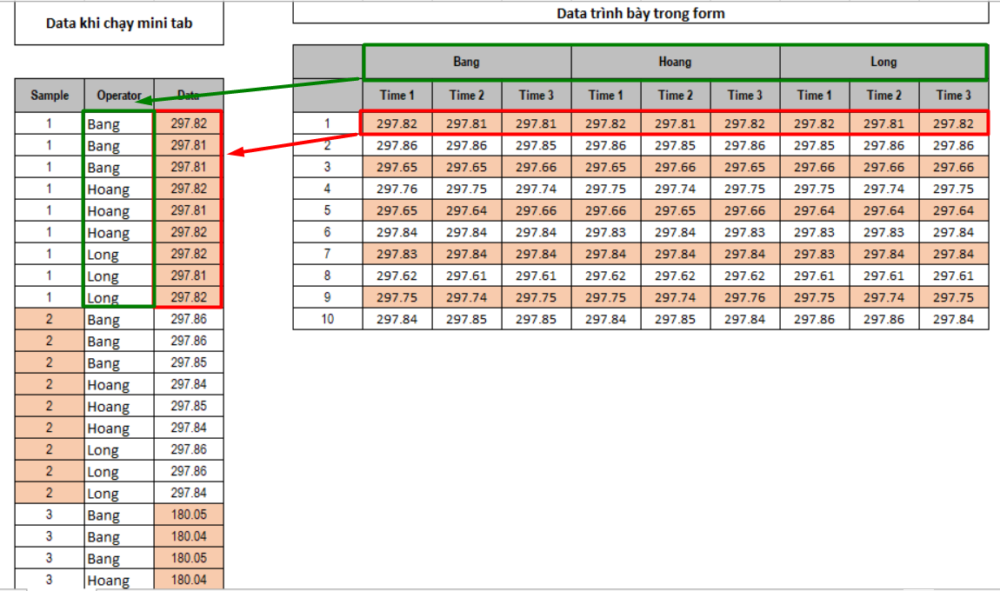 Data khi chạy mini tab
Sample Operator Data
1 Bang 297.82
1 Bang 297.81
1 Bang 297.81
1 Hoang 297.82
1 Hoang 297.81
1 Hoang 297.82
1 Long 297.82
1 Long 297.81
1 Long 297.82
2 Bang 297.86
2 Bang 297.86
2 Bang 297.85
2 Hoang 297.84
2 Hoang 297.85
2 Hoang 297.84
2 Long 297.86
2 Long 297.86
2 Long 297.84
3 Bang 180.05
3 Bang 180.04
3 Bang 180.05
3 Hoang 180.04
Data trình bày trong form
Bang Hoang Long
Time 1 Time 2 Time 3 Time 1 Time 2 Time 3 Time 1 Time 2 Time 3
1 297.82 297.81 297.81 297.82 297.81 297.82 297.82 297.81 297.82
2 297.86 297.86 297.85 297.86 297.85 297.86 297.85 297.86 297.86
3 297.65 297.65 297.66 297.65 297.66 297.65 297.65 297.66 297.66
4 297.76 297.75 297.74 297.75 297.74 297.75 297.75 297.74 297.75
5 297.65 297.64 297.66 297.66 297.65 297.66 297.64 297.64 297.64
6 297.84 297.84 297.84 297.83 297.84 297.83 297.83 297.83 297.84
7 297.83 297.84 297.84 297.84 297.84 297.84 297.83 297.84 297.84
8 297.62 297.61 297.61 297.62 297.62 297.62 297.61 297.61 297.61
9 297.75 297.74 297.75 297.75 297.74 297.76 297.75 297.74 297.75
10 297.84 297.85 297.85 297.84 297.85 297.84 297.86 297.86 297.84